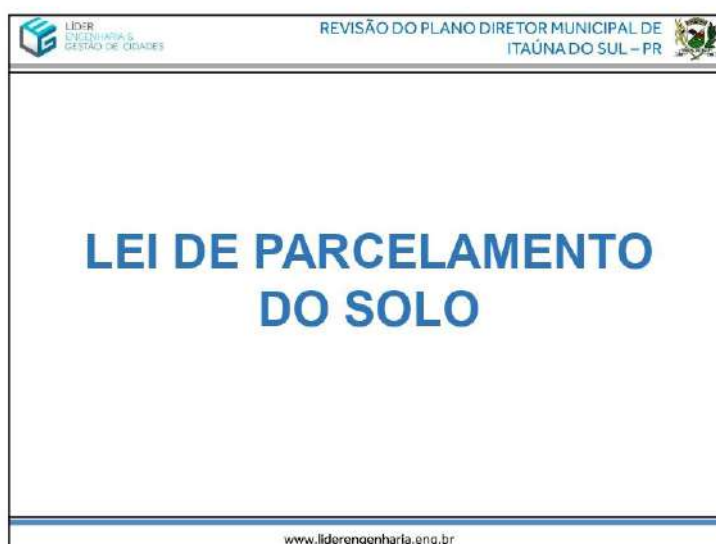 LÍDER
ENGENHARIA &
GESTÃO DE CIDADES
REVISÃO DO PLANO DIRETOR MUNICIPAL DE
ITAÚNA DO SUL – PR
LEI DE PARCELAMENTO
DO SOLO
www.liderengenharia.eng.br